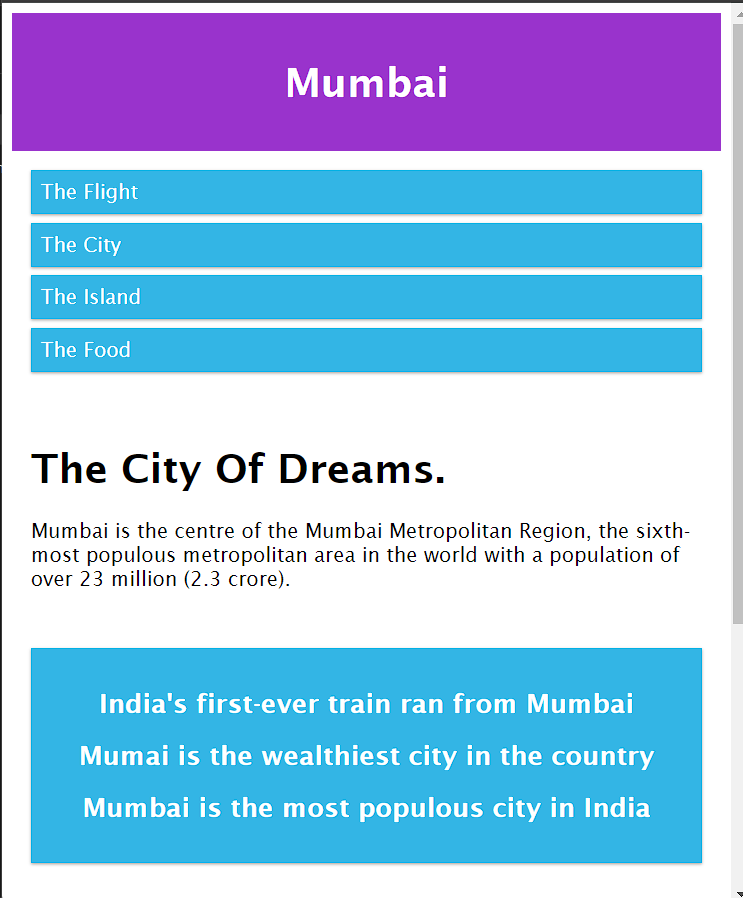 Mumbai
The Flight
The City
The Island
The Food
The City Of Dreams.
Mumbai is the centre of the Mumbai Metropolitan Region, the sixth-
most populous metropolitan area in the world with a population of
over 23 million (2.3 crore).
India's first-ever train ran from Mumbai
Mumai is the wealthiest city in the country
Mumbai is the most populous city in India